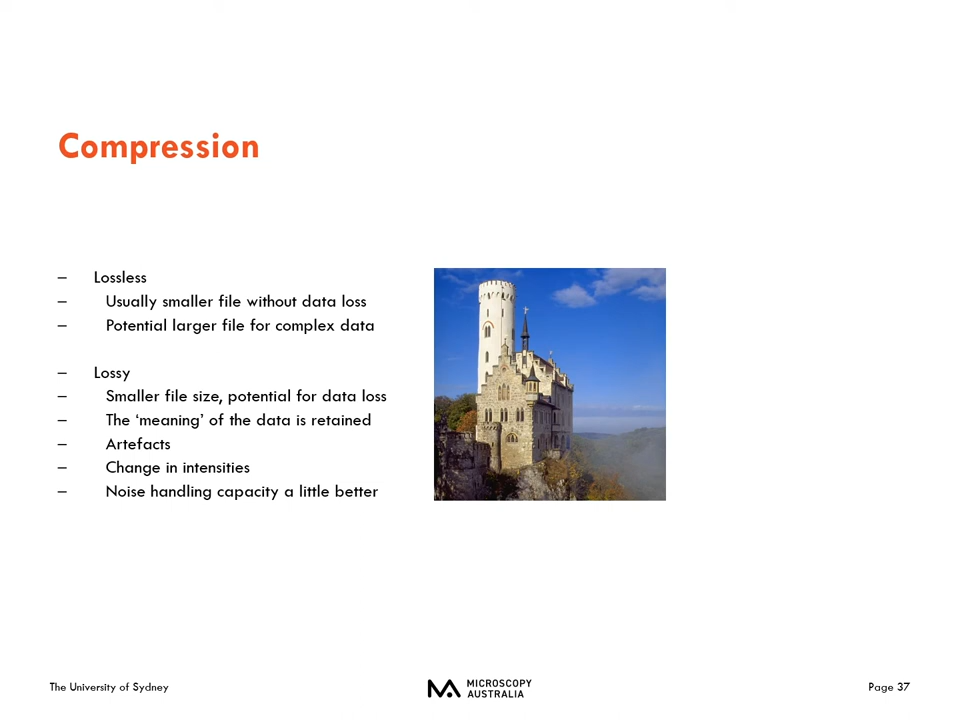 Compression
– Lossless
– Usually smaller file without data loss
– Potential larger file for complex data
– Lossy
– Smaller file size, potential for data loss
– The ‘meaning’ of the data is retained
– Artefacts
– Change in intensities
– Noise handling capacity a little better
The University of Sydney
MICROSCOPY
AUSTRALIA
Page 37